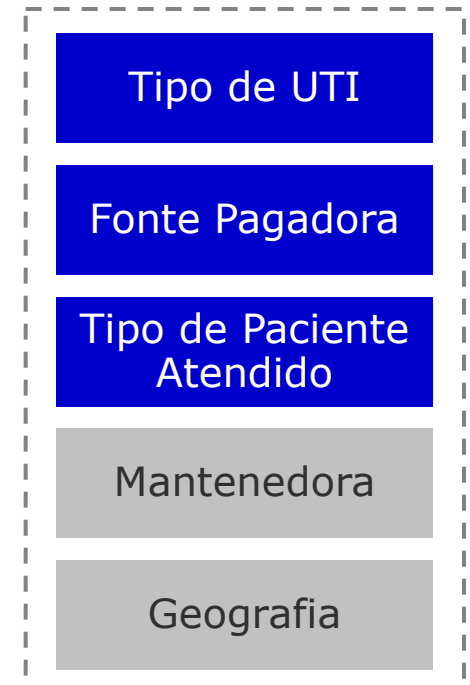 Tipo de UTI
Fonte Pagadora
Tipo de Paciente
Atendido
Mantenedora
Geografia